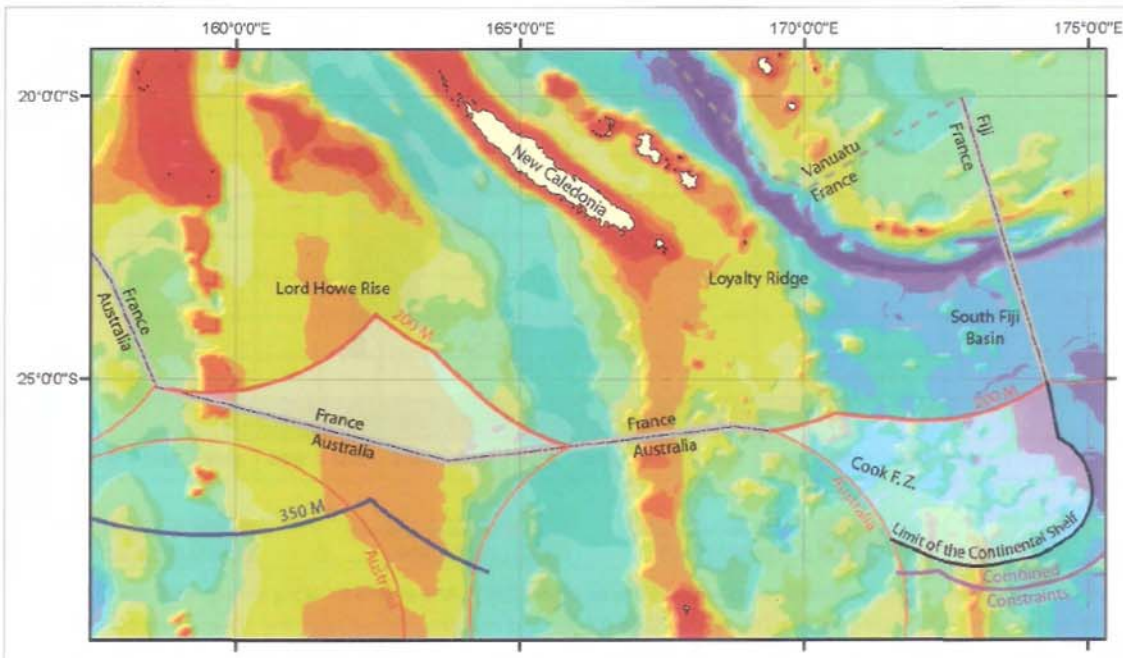 160°0'0"E
165°0'0"E
170°0'0"E
175°0'0"E
20°0'0"S
25°0'0"S
New Caledonia
Vanuatu
France
Fiji
France
Lord Howe Rise
Loyalty Ridge
South Fiji
Basin
France
Australia
200 M
200 M
France
Australia
France
Australia
Cook F. Z.
Australia
350 M
Australia
Limit of the Continental Shelf
Combined
Constraints